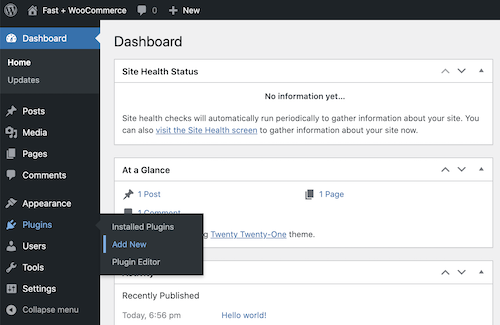 Fast + WooCommerce 0 + New
Dashboard
Home
Updates
Posts
Media
Pages
Comments
Appearance
Plugins
Installed Plugins
Add New
Plugin Editor
Users
Tools
Settings
Collapse menu
Dashboard
Site Health Status
No information yet...
Site health checks will automatically run periodically to gather information about your site. You
can also visit the Site Health screen to gather information about your site now.
At a Glance
1 Post
1 Page
1 Comment
Twenty Twenty-One theme.
Activity
Recently Published
Today, 6:56 pm Hello world!